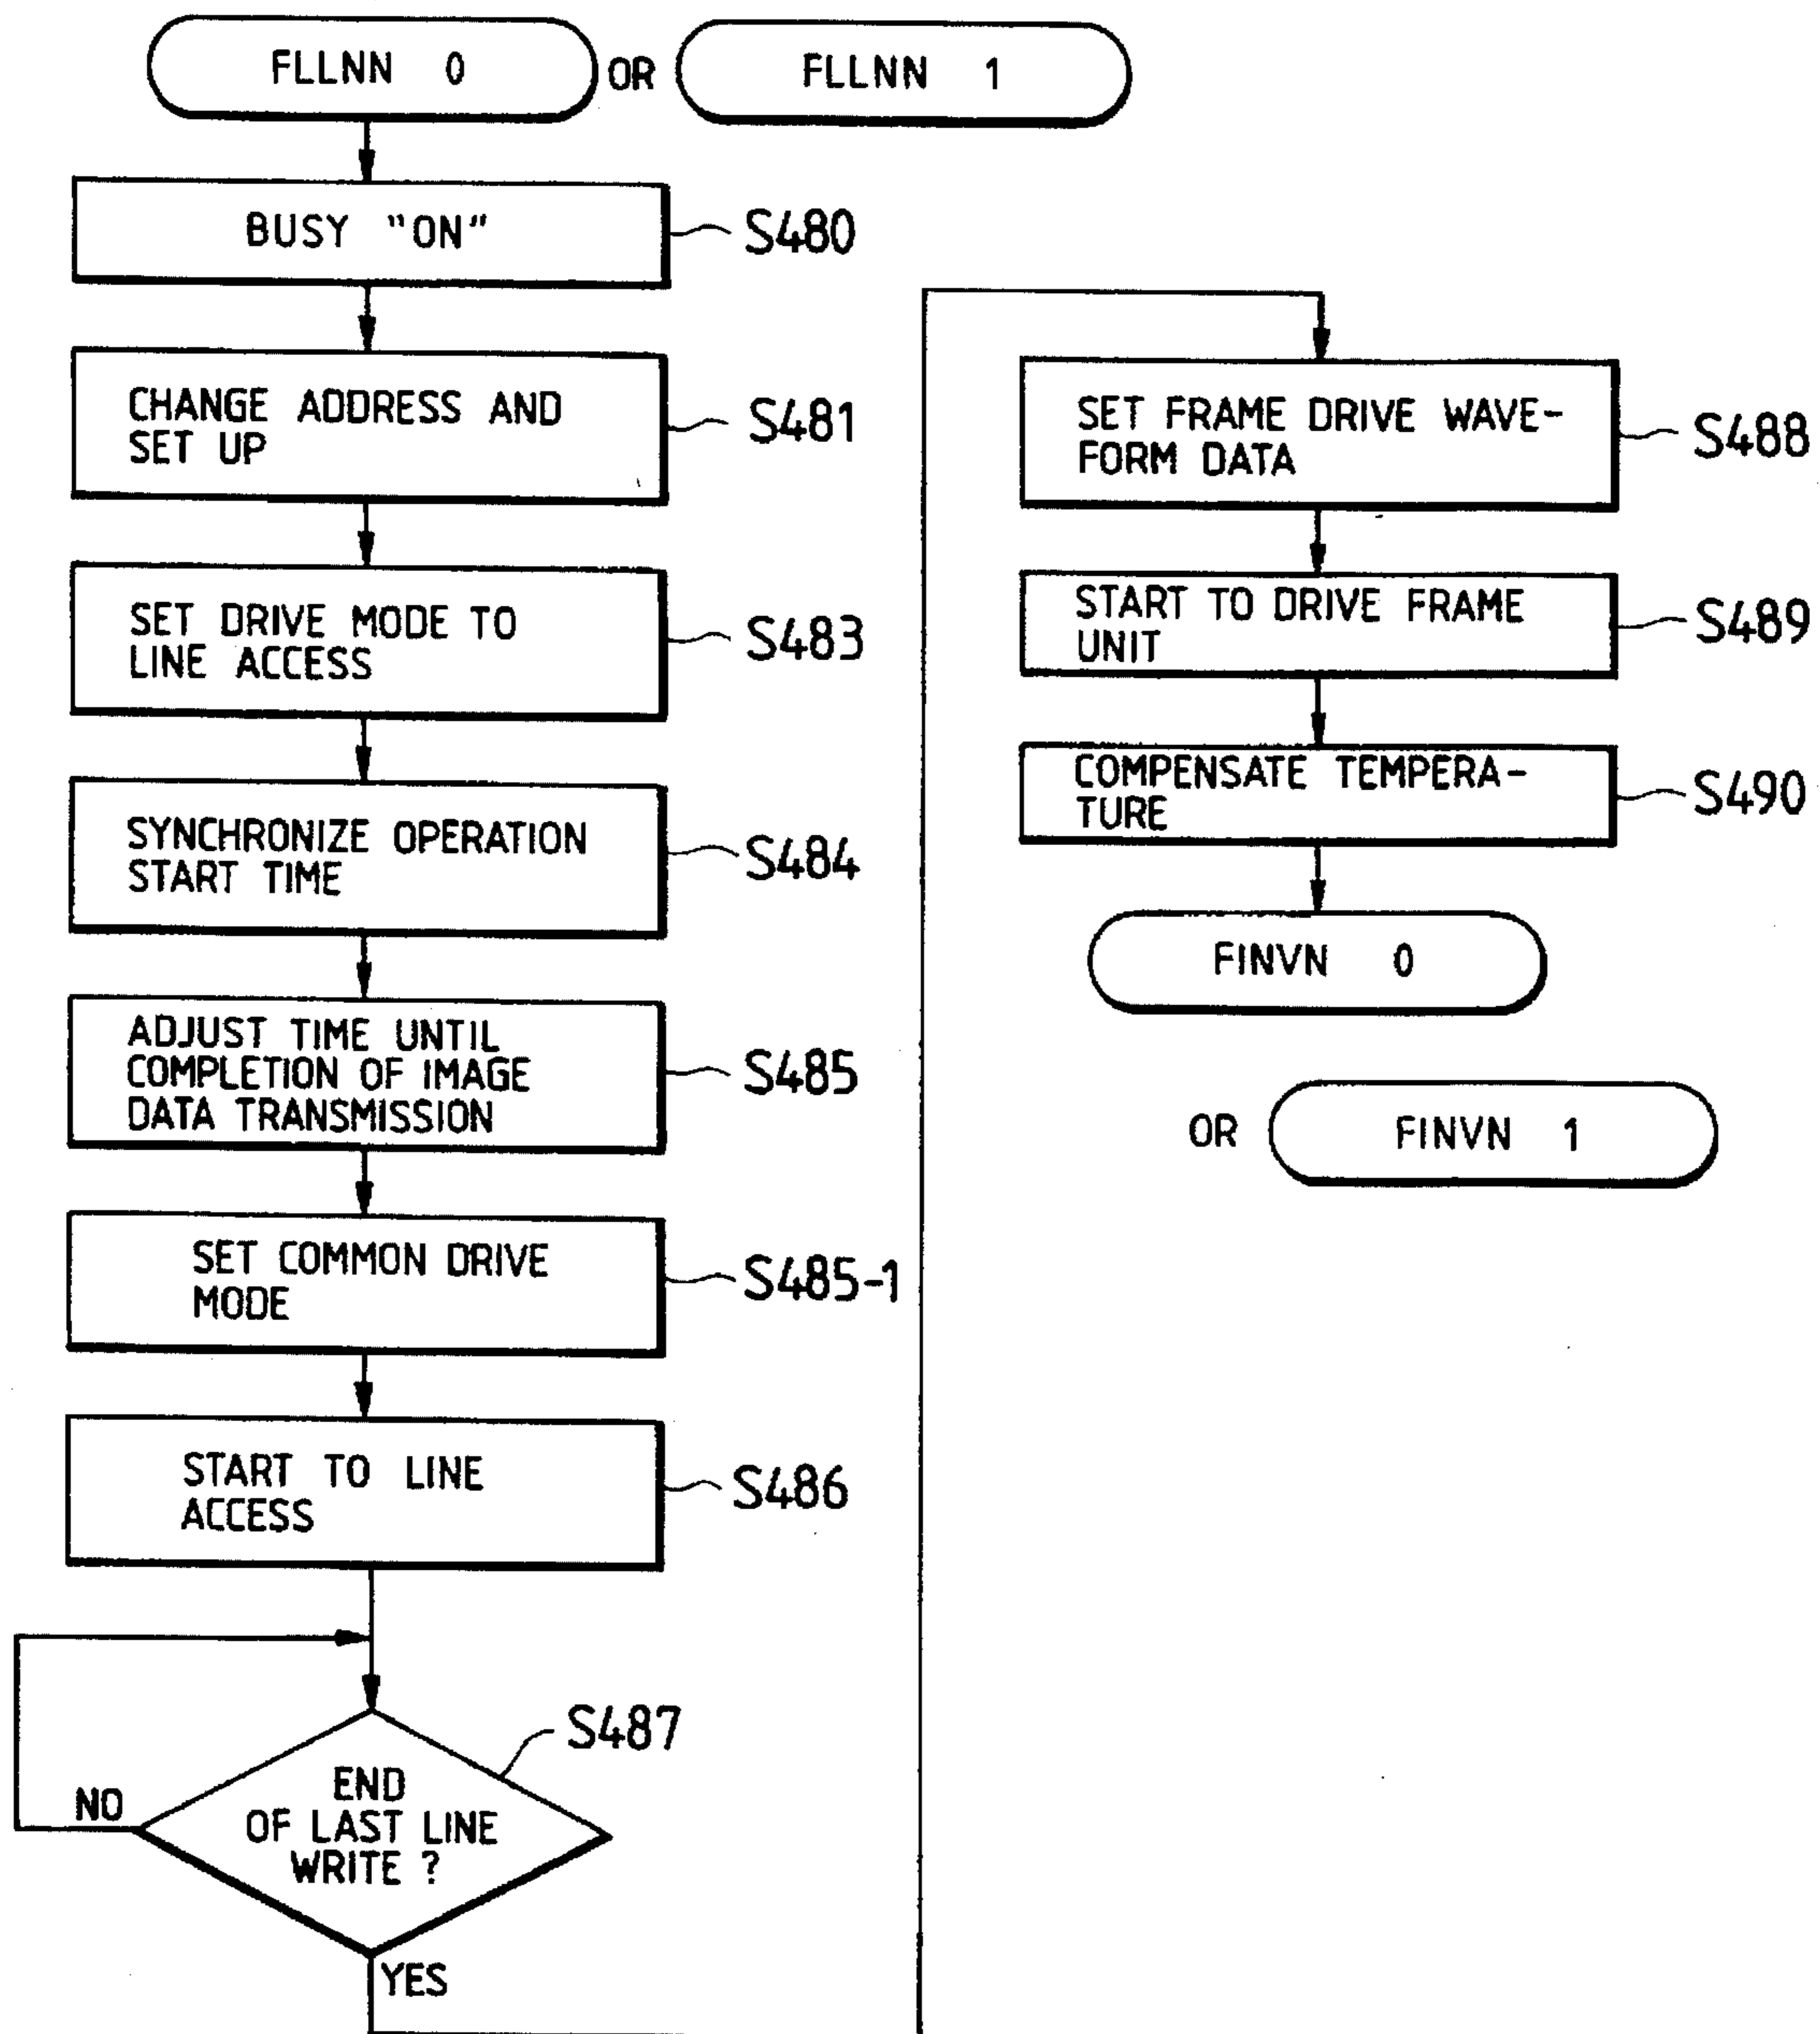 FLLNN 0 OR FLLNN 1
BUSY "ON"
S480
CHANGE ADDRESS AND
SET UP
S481
SET DRIVE MODE TO
LINE ACCESS
S483
SYNCHRONIZE OPERATION
START TIME
S484
ADJUST TIME UNTIL
COMPLETION OF IMAGE
DATA TRANSMISSION
S485
SET COMMON DRIVE
MODE
S485-1
START TO LINE
ACCESS
S486
S487
END
OF LAST LINE
WRITE ?
NO
YES
SET FRAME DRIVE WAVE-
FORM DATA
S488
START TO DRIVE FRAME
UNIT
S489
COMPENSATE TEMPERA-
TURE
S490
FINVN 0
OR FINVN 1